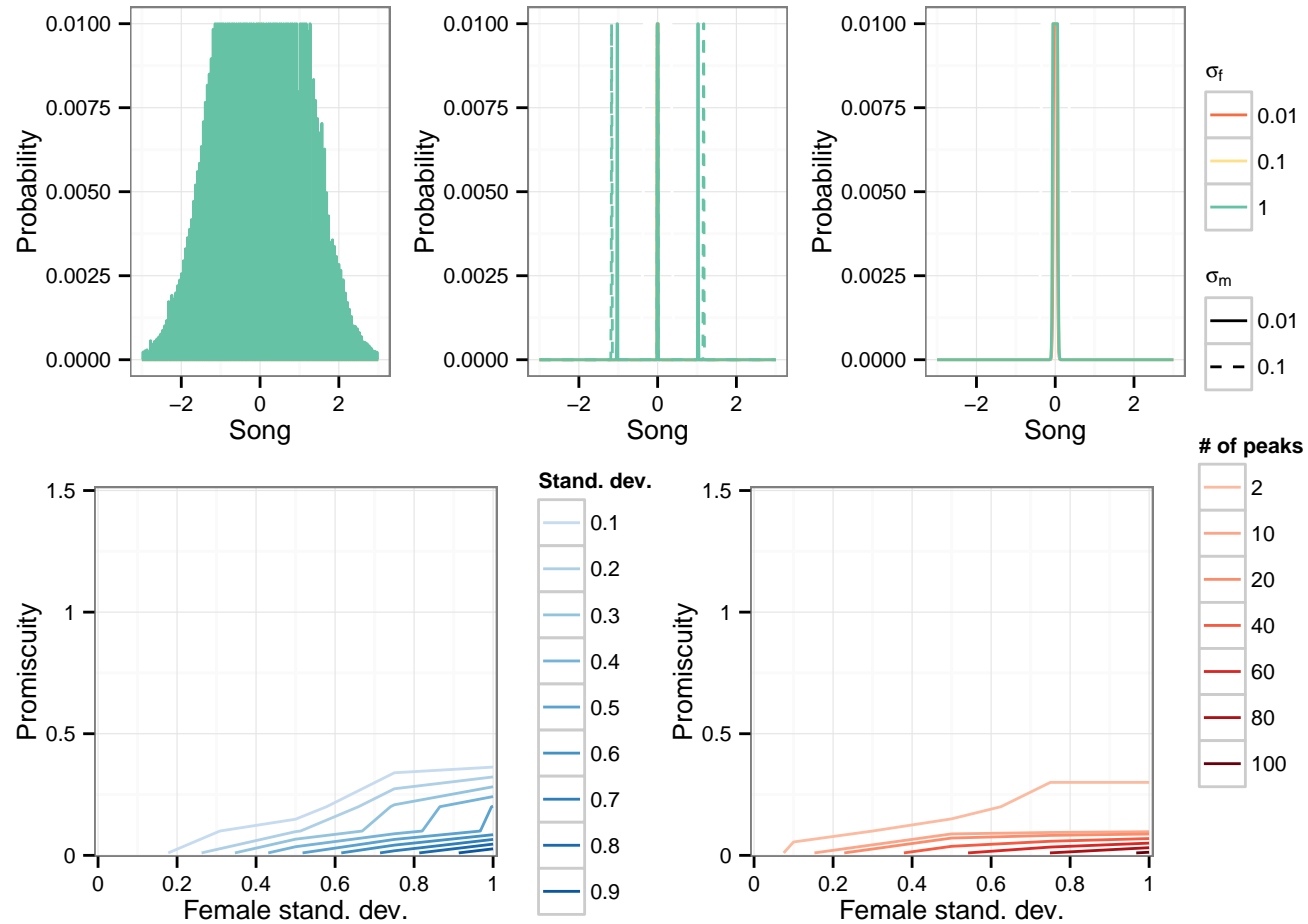 0.0100
0.0075
0.0050
0.0025
0.0000
Probability
−2 0 2
Song
0.0100
0.0075
0.0050
0.0025
0.0000
Probability
−2 0 2
Song
0.0100
0.0075
0.0050
0.0025
0.0000
Probability
−2 0 2
Song
σf
0.01
0.1
1
σm
0.01
0.1
1.5
1
0.5
0
Promiscuity
0 0.2 0.4 0.6 0.8 1
Female stand. dev.
Stand. dev.
0.1
0.2
0.3
0.4
0.5
0.6
0.7
0.8
0.9
1.5
1
0.5
0
Promiscuity
0 0.2 0.4 0.6 0.8 1
Female stand. dev.
# of peaks
2
10
20
40
60
80
100